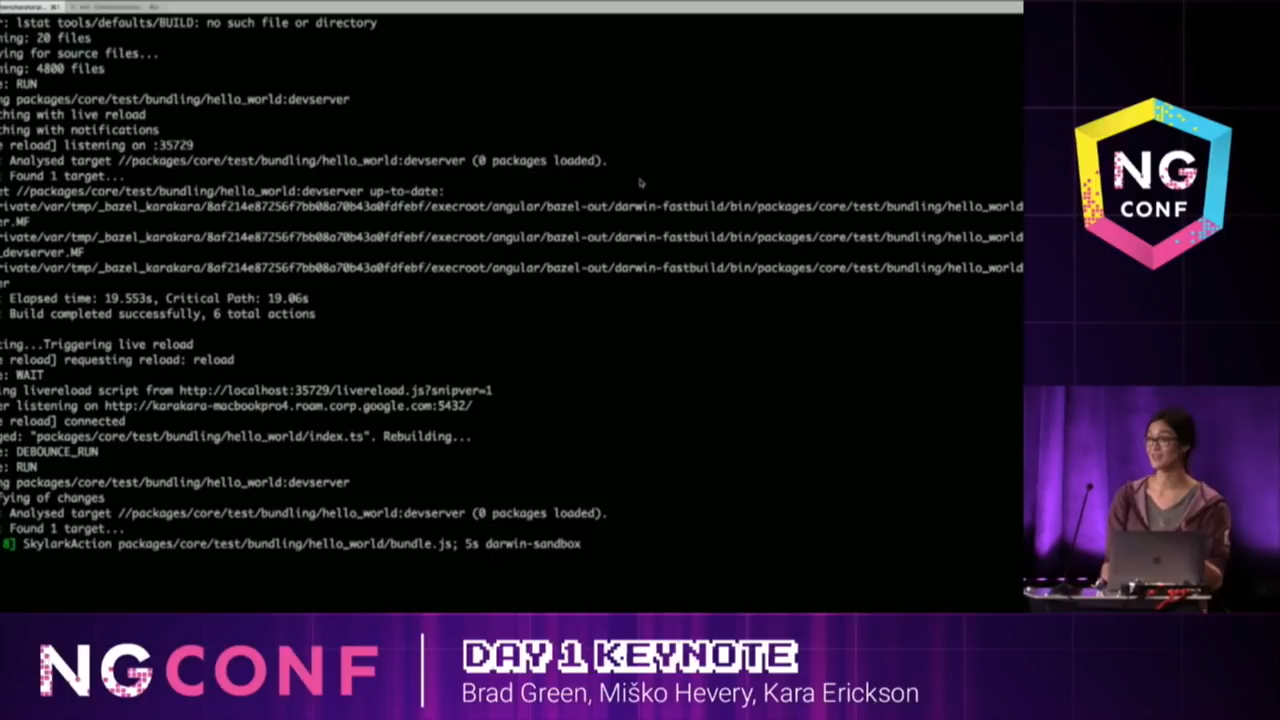 r: lstat tools/defaults/BUILD: no such file or directory
ning: 20 files
ying for source files...
ning: 4800 files
e: RUN
ng packages/core/test/bundling/hello_world:devserver
ching with live reload
ching with notifications
e reload] listening on :35729
: Analysed target //packages/core/test/bundling/hello_world:devserver (0 packages loaded).
: Found 1 target...
et //packages/core/test/bundling/hello_world:devserver up-to-date:
rivate/var/tmp/_bazel_karakara/8af214e87256f7bb08a70b43a0fdfebf/execroot/angular/bazel-out/darwin-fastbuild/bin/packages/core/test/bundling/hello_world
er.MF
rivate/var/tmp/_bazel_karakara/8af214e87256f7bb08a70b43a0fdfebf/execroot/angular/bazel-out/darwin-fastbuild/bin/packages/core/test/bundling/hello_world
_devserver.MF
rivate/var/tmp/_bazel_karakara/8af214e87256f7bb08a70b43a0fdfebf/execroot/angular/bazel-out/darwin-fastbuild/bin/packages/core/test/bundling/hello_world
er
: Elapsed time: 19.553s, Critical Path: 19.06s
: Build completed successfully, 6 total actions
cing...Triggering live reload
e reload] requesting reload: reload
e: WAIT
ing livereload script from http://localhost:35729/livereload.js?snipver=1
er listening on http://karakara-macbookpro4.roam.corp.google.com:5432/
e reload] connected
ged: "packages/core/test/bundling/hello_world/index.ts". Rebuilding...
e: DEBOUNCE_RUN
e: RUN
ng packages/core/test/bundling/hello_world:devserver
fying of changes
: Analysed target //packages/core/test/bundling/hello_world:devserver (0 packages loaded).
: Found 1 target...
8] SkylarkAction packages/core/test/bundling/hello_world/bundle.js; 5s darwin-sandbox
NG
CONF
NGCONF
DAY 1 KEYNOTE
Brad Green, Miško Hevery, Kara Erickson